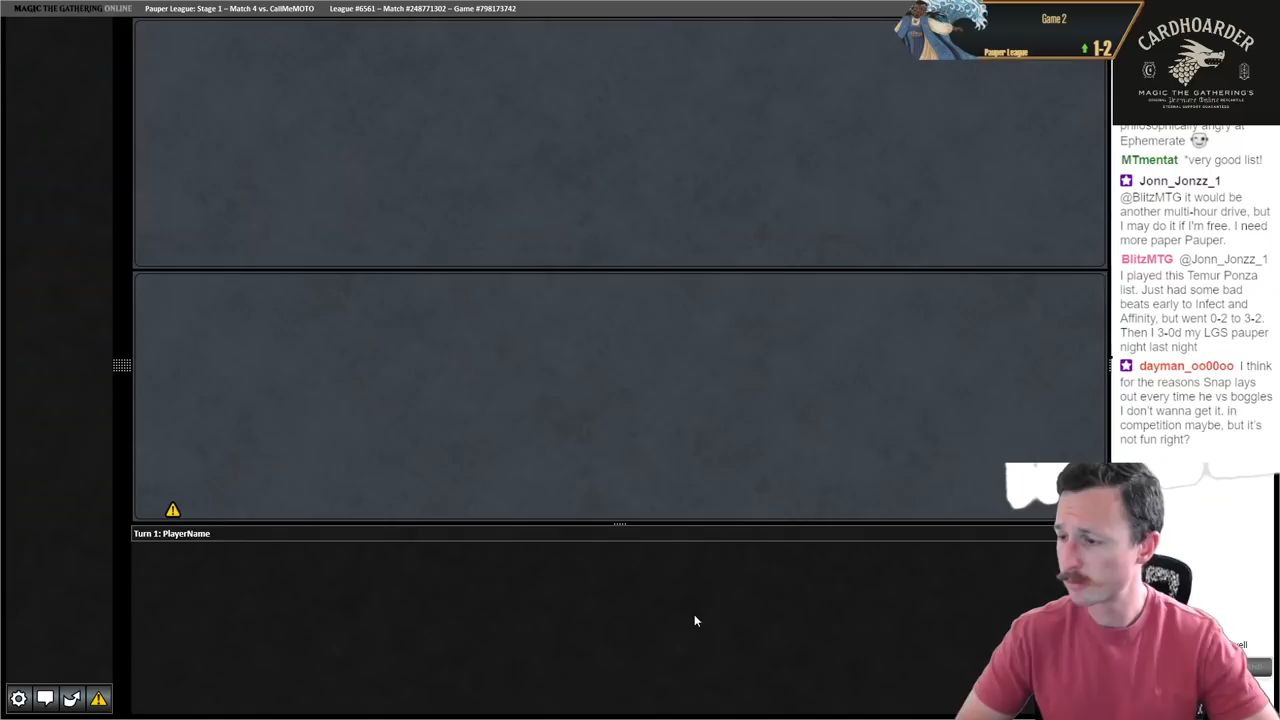 MAGIC THE GATHERING ONLINE
Pauper League: Stage 1 – Match 4 vs. CallMeMOTO
League #6561 – Match #248771302 – Game #798173742
Game 2
Pauper League
1-2
CARDHOARDER
MAGIC THE GATHERING'S
ETERNAL SUPPORT GUARANTEED
philosophically angry at
Ephemerate
MTmentat *very good list!
Jonn_Jonzz_1
@BlitzMTG it would be
another multi-hour drive, but
I may do it if I'm free. I need
more paper Pauper.
BlitzMTG @Jonn_Jonzz_1
I played this Temur Ponza
list. Just had some bad
beats early to Infect and
Affinity, but went 0-2 to 3-2.
Then I 3-0d my LGS pauper
night last night
dayman_oo00oo I think
for the reasons Snap lays
out every time he vs boggles
I don't wanna get it. in
competition maybe, but it's
not fun right?
Turn 1: PlayerName